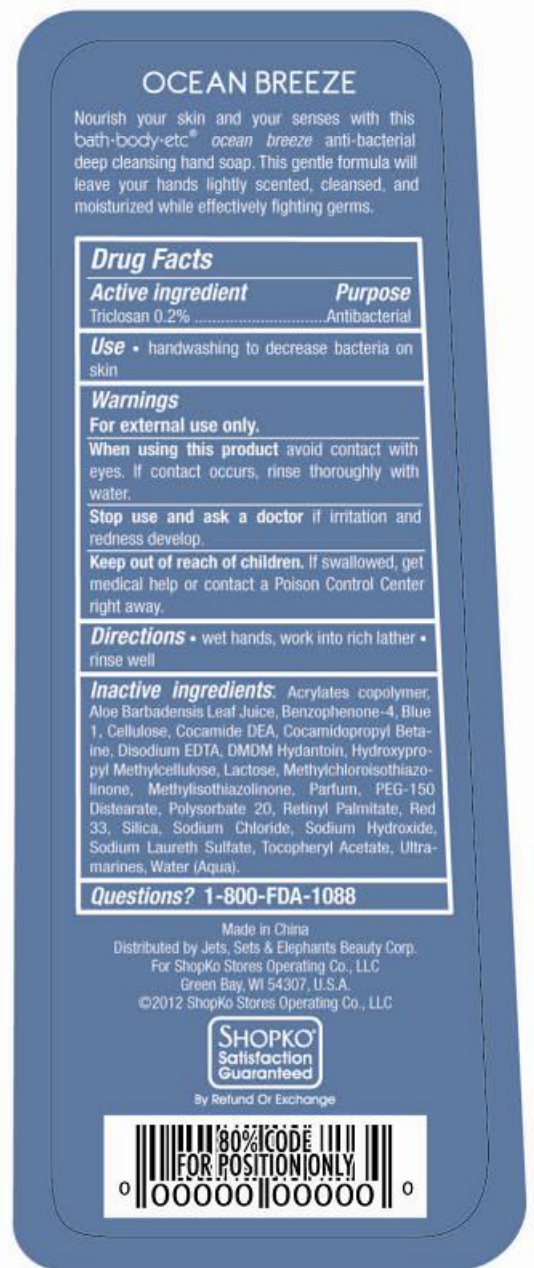 OCEAN BREEZE
Nourish your skin and your senses with this
bath·body·etc® ocean breeze anti-bacterial
deep cleansing hand soap. This gentle formula will
leave your hands lightly scented, cleansed, and
moisturized while effectively fighting germs.
Drug Facts
Active ingredient Purpose
Triclosan 0.2% ..............................Antibacterial
Use • handwashing to decrease bacteria on
skin
Warnings
For external use only.
When using this product avoid contact with
eyes. If contact occurs, rinse thoroughly with
water.
Stop use and ask a doctor if irritation and
redness develop.
Keep out of reach of children. If swallowed, get
medical help or contact a Poison Control Center
right away.
Directions • wet hands, work into rich lather •
rinse well
Inactive ingredients: Acrylates copolymer,
Aloe Barbadensis Leaf Juice, Benzophenone-4, Blue
1, Cellulose, Cocamide DEA, Cocamidopropyl Beta-
ine, Disodium EDTA, DMDM Hydantoin, Hydroxypro-
pyl Methylcellulose, Lactose, Methylchloroisothiazo-
linone, Methylisothiazolinone, Parfum, PEG-150
Distearate, Polysorbate 20, Retinyl Palmitate, Red
33, Silica, Sodium Chloride, Sodium Hydroxide,
Sodium Laureth Sulfate, Tocopheryl Acetate, Ultra-
marines, Water (Aqua).
Questions? 1-800-FDA-1088
Made in China
Distributed by Jets, Sets & Elephants Beauty Corp.
For ShopKo Stores Operating Co., LLC
Green Bay, WI 54307, U.S.A.
©2012 ShopKo Stores Operating Co., LLC
SHOPKO®
Satisfaction
Guaranteed
By Refund Or Exchange
80% CODE
FOR POSITION ONLY
0 00000 00000 0